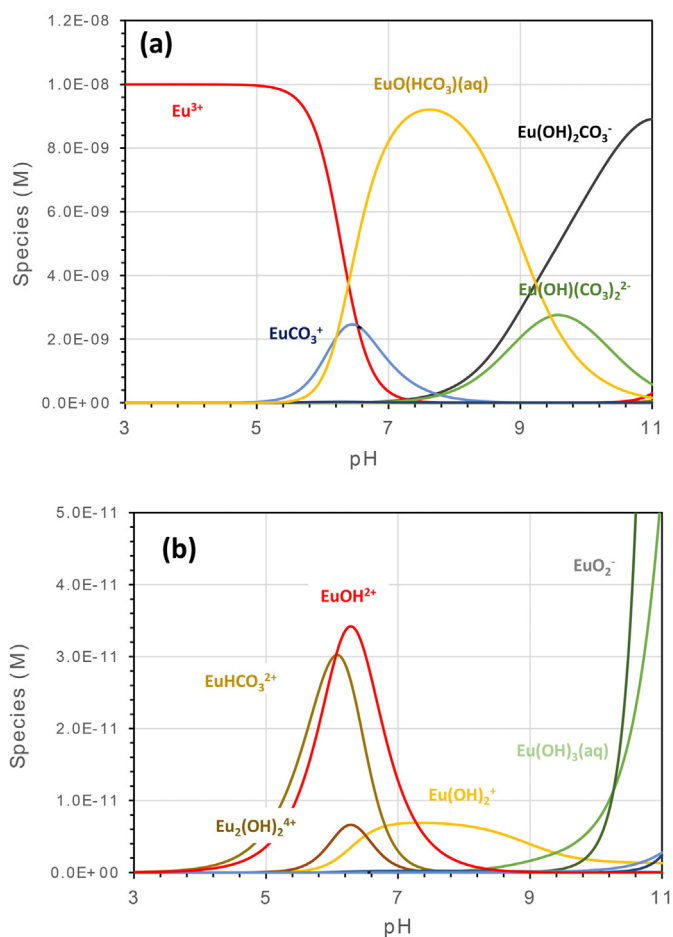 (a)
1.2E-08
1.0E-08
8.0E-09
6.0E-09
4.0E-09
2.0E-09
0.0E+00
Species (M)
Eu³⁺
EuO(HCO₃)(aq)
Eu(OH)₂CO₃⁻
Eu(OH)(CO₃)₂²⁻
EuCO₃⁺
3 5 7 9 11
pH
(b)
5.0E-11
4.0E-11
3.0E-11
2.0E-11
1.0E-11
0.0E+00
Species (M)
EuO₂⁻
EuOH²⁺
EuHCO₃²⁺
Eu(OH)₃(aq)
Eu(OH)₂⁺
Eu₂(OH)₂⁴⁺
3 5 7 9 11
pH